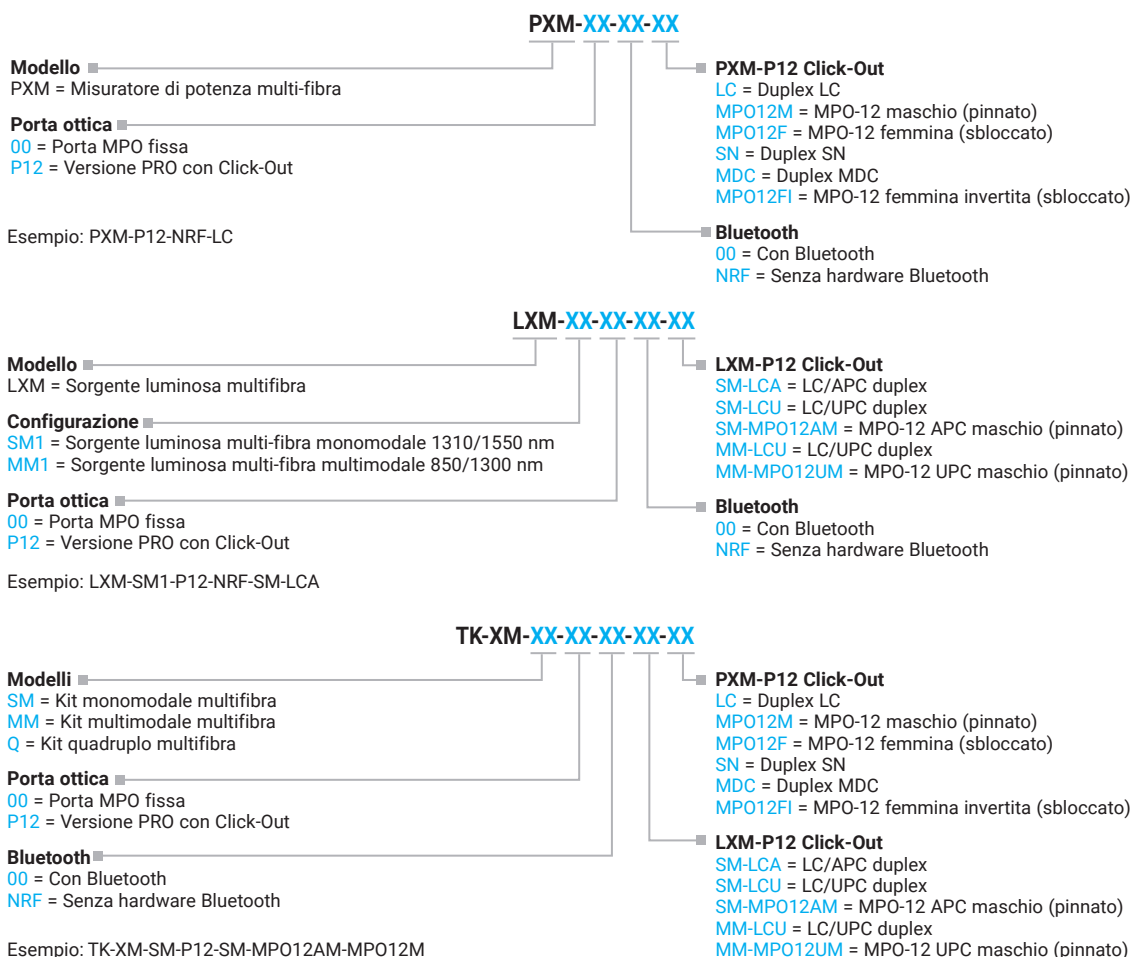 PXM-XX-XX-XX
Modello
PXM = Misuratore di potenza multi-fibra
Porta ottica
00 = Porta MPO fissa
P12 = Versione PRO con Click-Out
Esempio: PXM-P12-NRF-LC
PXM-P12 Click-Out
LC = Duplex LC
MPO12M = MPO-12 maschio (pinnato)
MPO12F = MPO-12 femmina (sbloccato)
SN = Duplex SN
MDC = Duplex MDC
MPO12FI = MPO-12 femmina invertita (sbloccato)
Bluetooth
00 = Con Bluetooth
NRF = Senza hardware Bluetooth
LXM-XX-XX-XX-XX
Modello
LXM = Sorgente luminosa multifibra
Configurazione
SM1 = Sorgente luminosa multi-fibra monomodale 1310/1550 nm
MM1 = Sorgente luminosa multi-fibra multimodale 850/1300 nm
Porta ottica
00 = Porta MPO fissa
P12 = Versione PRO con Click-Out
Esempio: LXM-SM1-P12-NRF-SM-LCA
LXM-P12 Click-Out
SM-LCA = LC/APC duplex
SM-LCU = LC/UPC duplex
SM-MPO12AM = MPO-12 APC maschio (pinnato)
MM-LCU = LC/UPC duplex
MM-MPO12UM = MPO-12 UPC maschio (pinnato)
Bluetooth
00 = Con Bluetooth
NRF = Senza hardware Bluetooth
TK-XM-XX-XX-XX-XX-XX
Modelli
SM = Kit monomodale multifibra
MM = Kit multimodale multifibra
Q = Kit quadruplo multifibra
Porta ottica
00 = Porta MPO fissa
P12 = Versione PRO con Click-Out
Bluetooth
00 = Con Bluetooth
NRF = Senza hardware Bluetooth
Esempio: TK-XM-SM-P12-SM-MPO12AM-MPO12M
PXM-P12 Click-Out
LC = Duplex LC
MPO12M = MPO-12 maschio (pinnato)
MPO12F = MPO-12 femmina (sbloccato)
SN = Duplex SN
MDC = Duplex MDC
MPO12FI = MPO-12 femmina invertita (sbloccato)
LXM-P12 Click-Out
SM-LCA = LC/APC duplex
SM-LCU = LC/UPC duplex
SM-MPO12AM = MPO-12 APC maschio (pinnato)
MM-LCU = LC/UPC duplex
MM-MPO12UM = MPO-12 UPC maschio (pinnato)